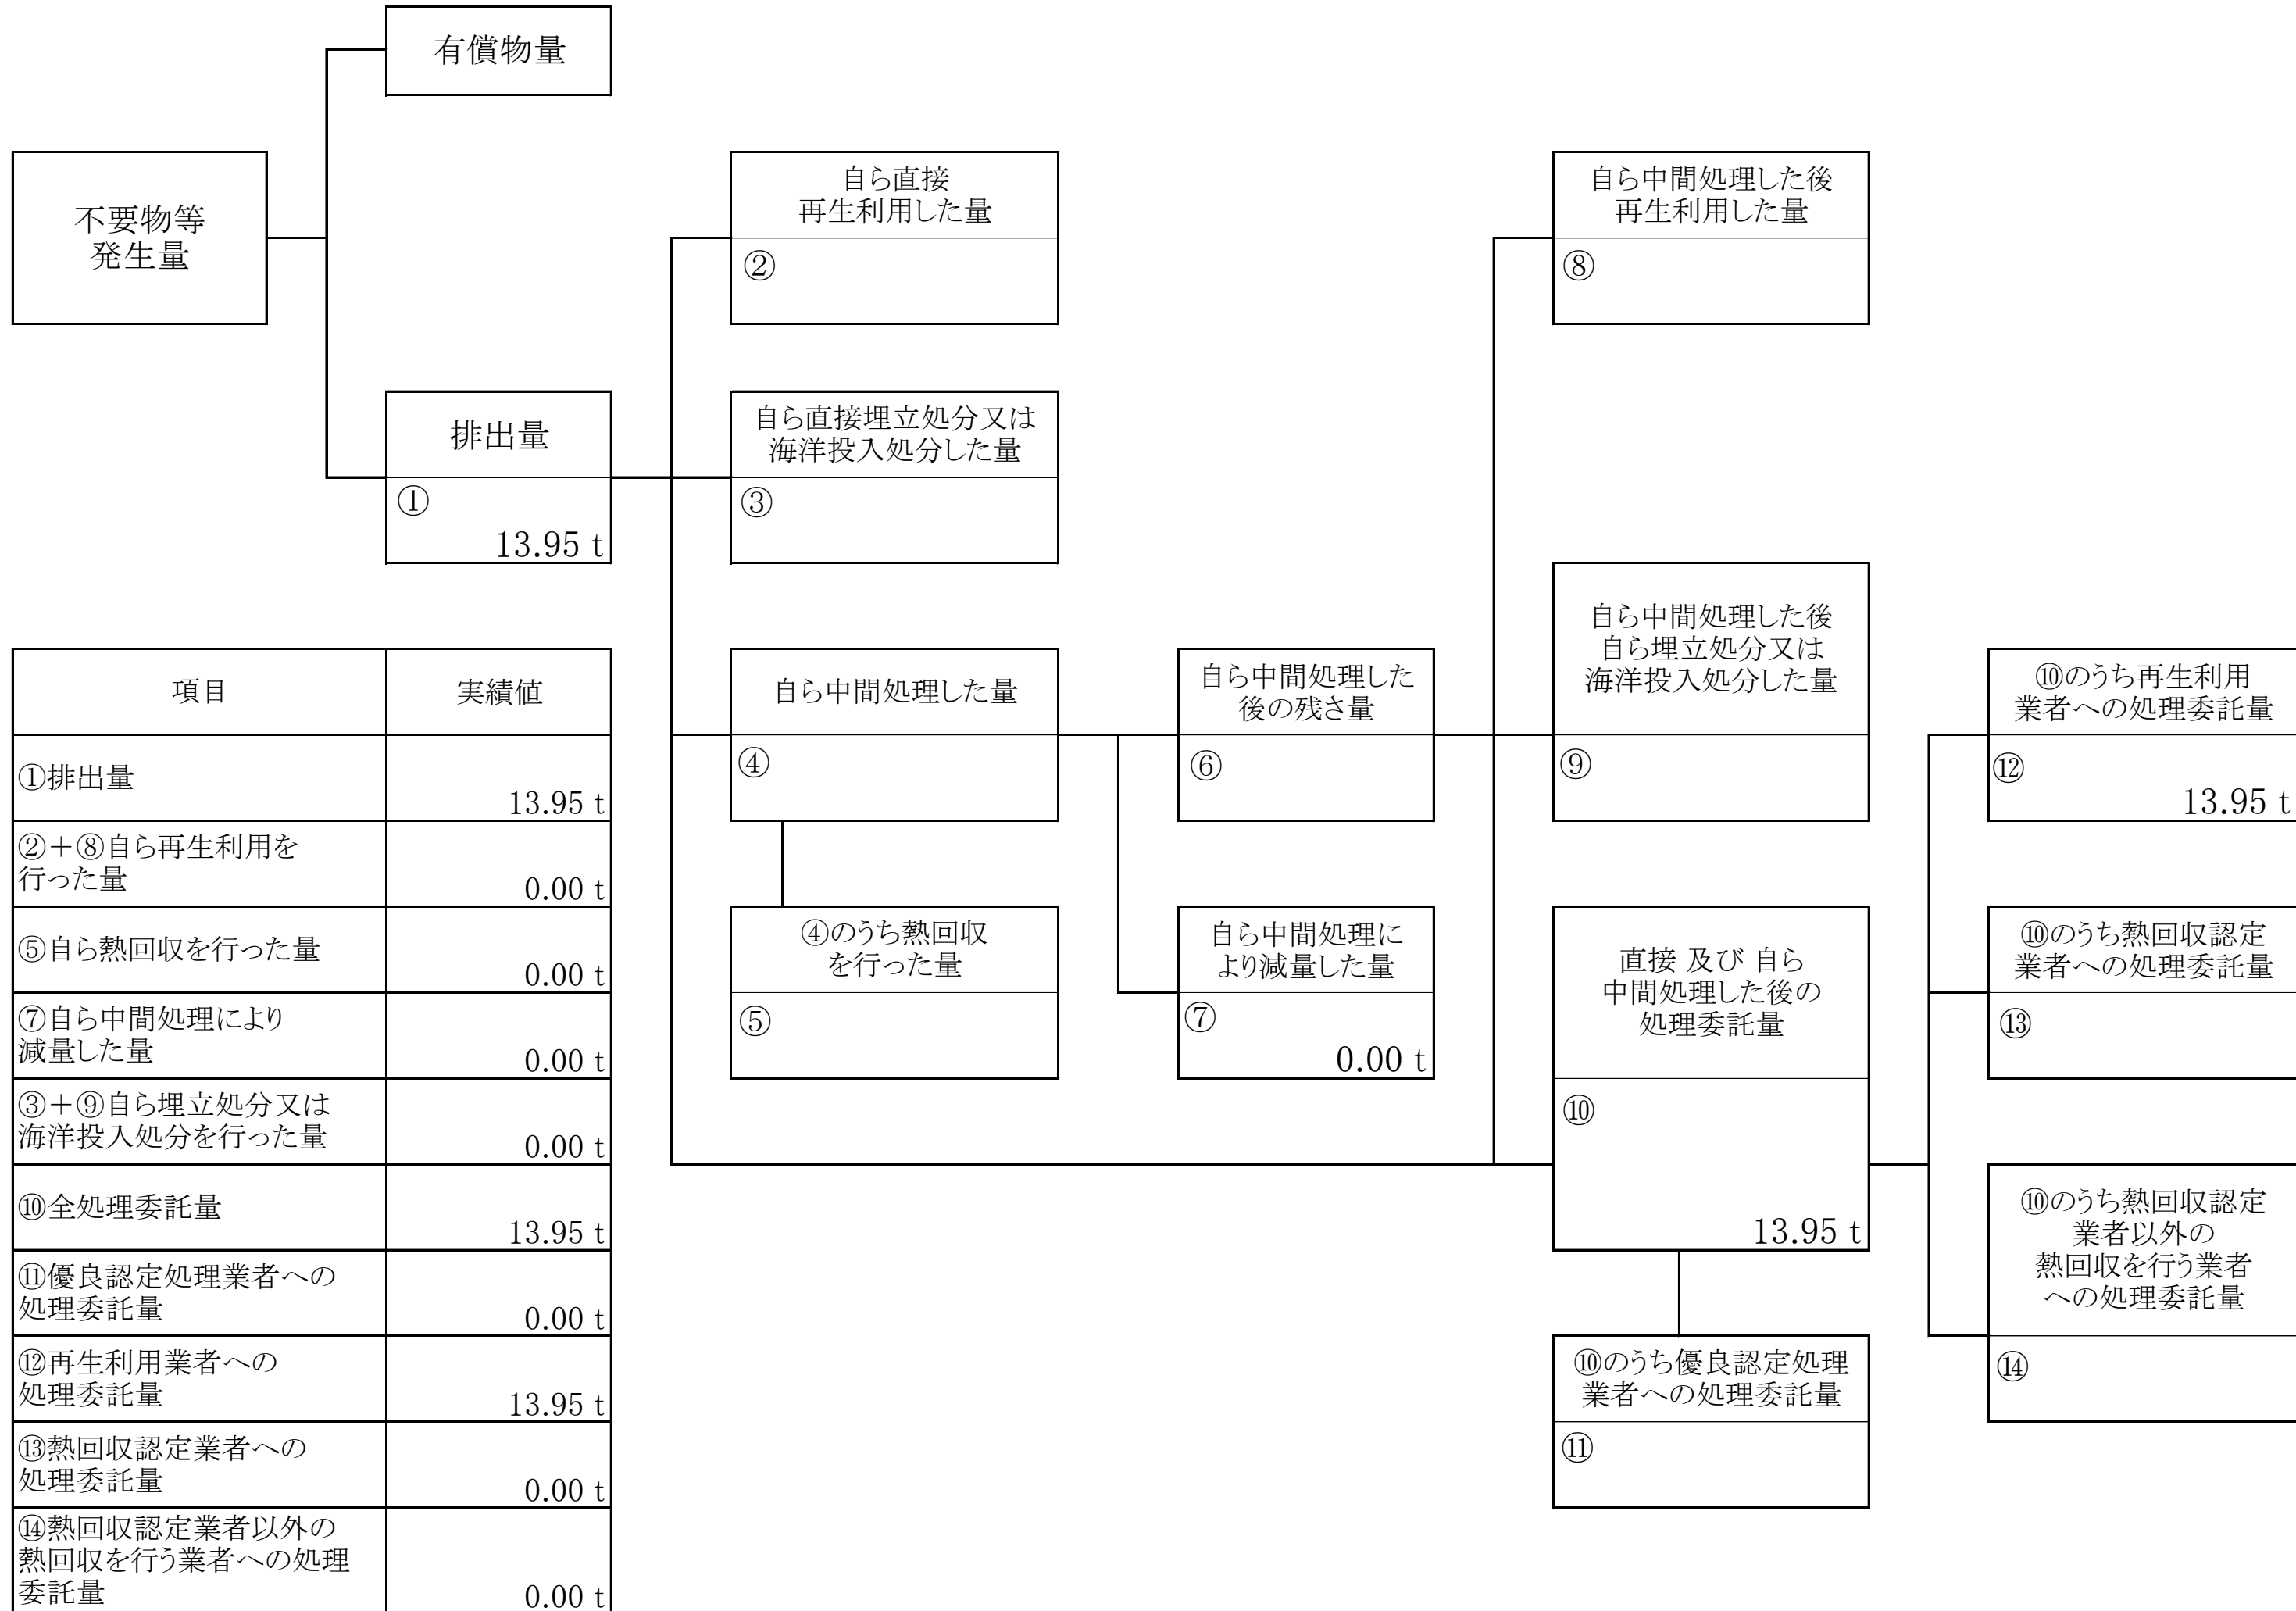 有償物量
不要物等
発生量
自ら直接
再生利用した量
②
自ら中間処理した後
再生利用した量
⑧
排出量
①
13.95 t
自ら直接埋立処分又は
海洋投入処分した量
③
自ら中間処理した量
④
自ら中間処理した
後の残さ量
⑥
自ら中間処理した後
自ら埋立処分又は
海洋投入処分した量
⑨
⑩のうち再生利用
業者への処理委託量
⑫
13.95 t
④のうち熱回収
を行った量
⑤
自ら中間処理に
より減量した量
⑦
0.00 t
直接 及び 自ら
中間処理した後の
処理委託量
⑩
13.95 t
⑩のうち熱回収認定
業者への処理委託量
⑬
⑩のうち熱回収認定
業者以外の
熱回収を行う業者
への処理委託量
⑭
⑩のうち優良認定処理
業者への処理委託量
⑪
項目
実績値
①排出量
13.95 t
②+⑧自ら再生利用を
行った量
0.00 t
⑤自ら熱回収を行った量
0.00 t
⑦自ら中間処理により
減量した量
0.00 t
③+⑨自ら埋立処分又は
海洋投入処分を行った量
0.00 t
⑩全処理委託量
13.95 t
⑪優良認定処理業者への
処理委託量
0.00 t
⑫再生利用業者への
処理委託量
13.95 t
⑬熱回収認定業者への
処理委託量
0.00 t
⑭熱回収認定業者以外の
熱回収を行う業者への処理
委託量
0.00 t